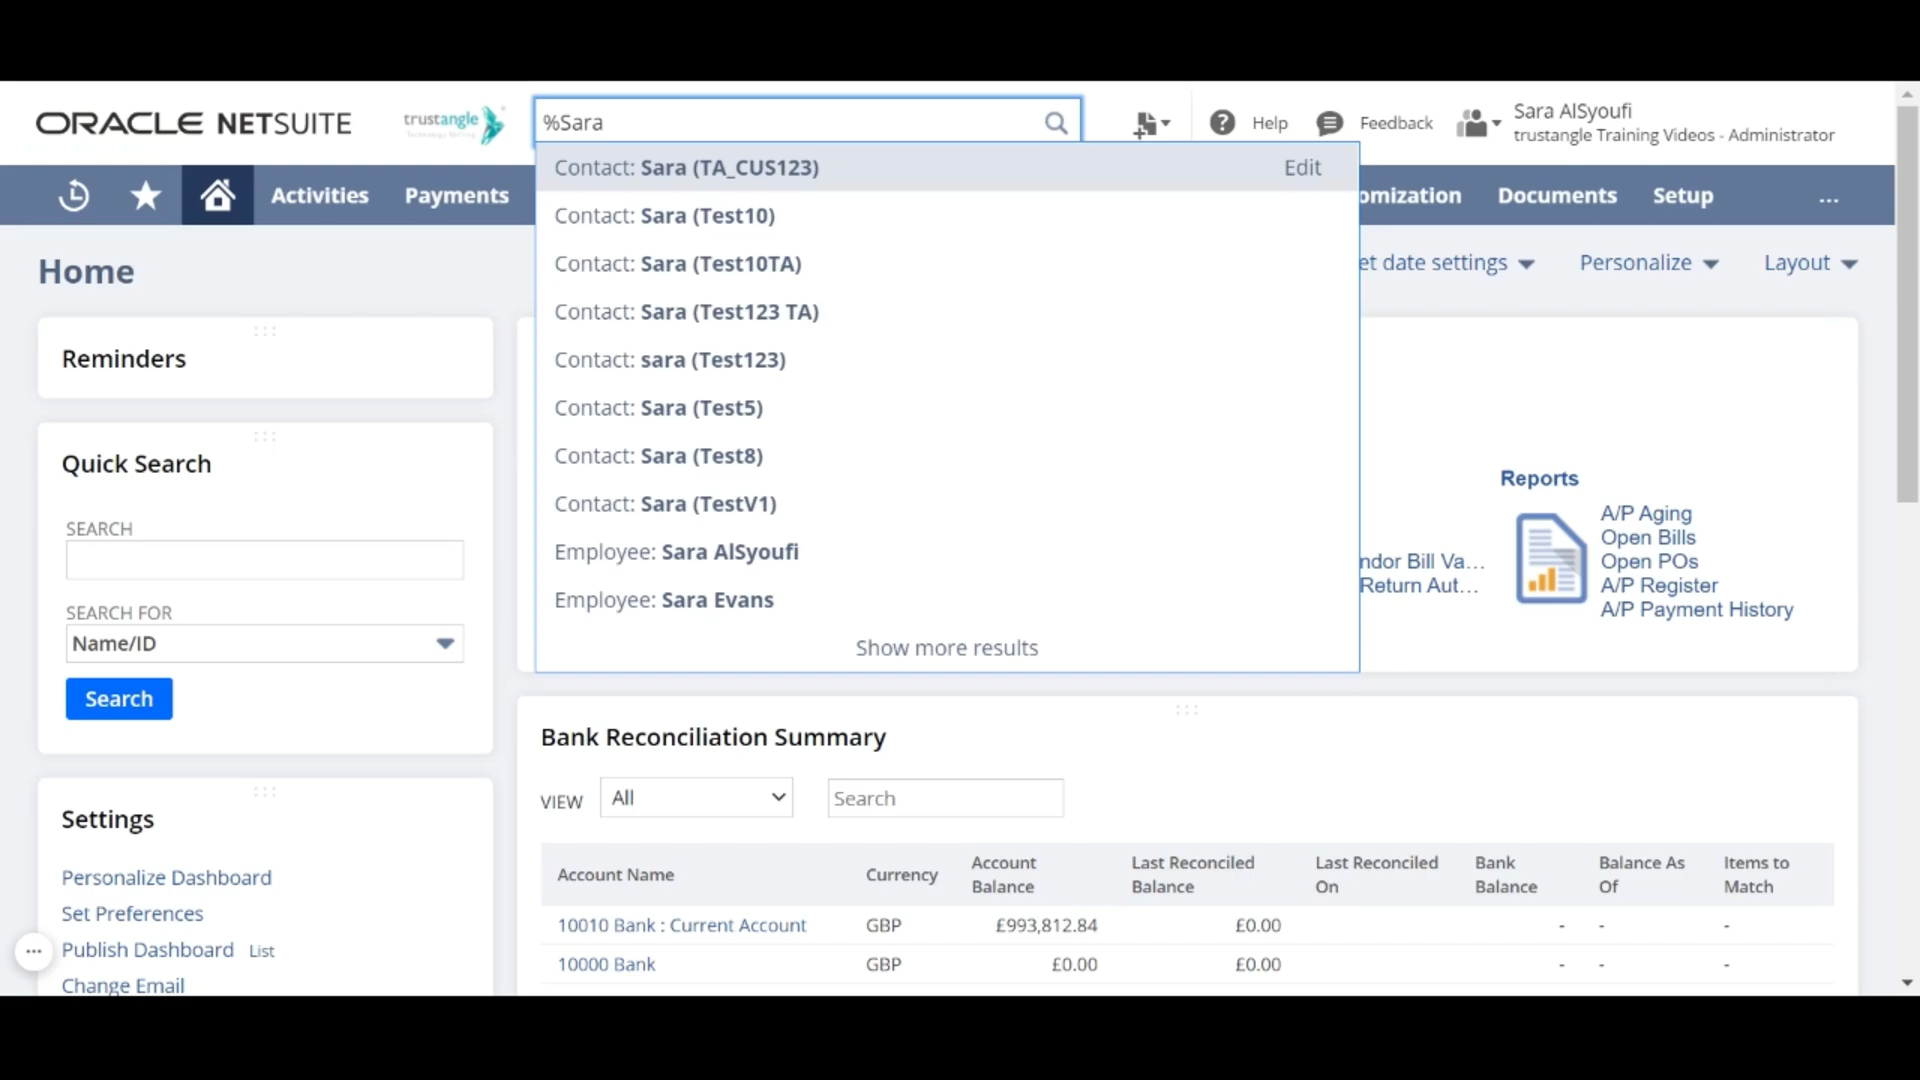 ORACLE NETSUITE
trustangle
%Sara
Help
Feedback
Sara AlSyoufi
trustangle Training Videos - Administrator
Contact: Sara (TA_CUS123)
Edit
Contact: Sara (Test10)
Contact: Sara (Test10TA)
Contact: Sara (Test123 TA)
Contact: sara (Test123)
Contact: Sara (Test5)
Contact: Sara (Test8)
Contact: Sara (TestV1)
Employee: Sara AlSyoufi
Employee: Sara Evans
Show more results
Activities
Payments
omization
Documents
Setup
...
Home
et date settings
Personalize
Layout
Reminders
Quick Search
SEARCH
SEARCH FOR
Name/ID
Search
ndor Bill Va...
Return Aut...
Reports
A/P Aging
Open Bills
Open POs
A/P Register
A/P Payment History
Settings
Personalize Dashboard
Set Preferences
Publish Dashboard List
Change Email
Bank Reconciliation Summary
VIEW All Search
Account Name Currency Account Balance Last Reconciled Balance Last Reconciled On Bank Balance Balance As Of Items to Match
10010 Bank : Current Account GBP £993,812.84 £0.00 - - -
10000 Bank GBP £0.00 £0.00 - - -